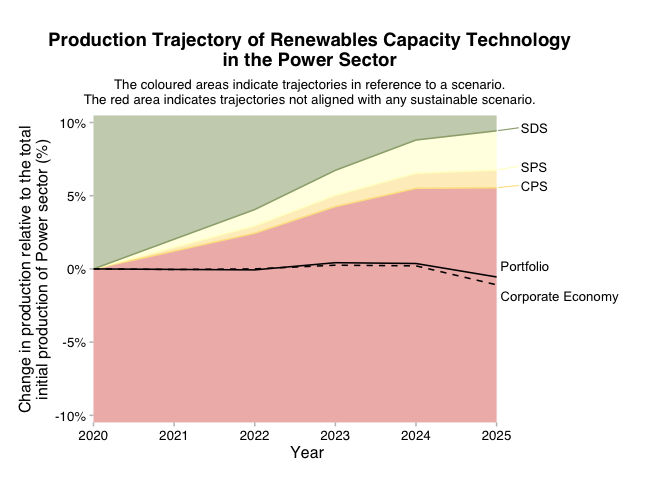 Production Trajectory of Renewables Capacity Technology
in the Power Sector
The coloured areas indicate trajectories in reference to a scenario.
The red area indicates trajectories not aligned with any sustainable scenario.
Change in production relative to the total
initial production of Power sector (%)
10%
5%
0%
-5%
-10%
SDS
SPS
CPS
Portfolio
Corporate Economy
2020 2021 2022 2023 2024 2025
Year